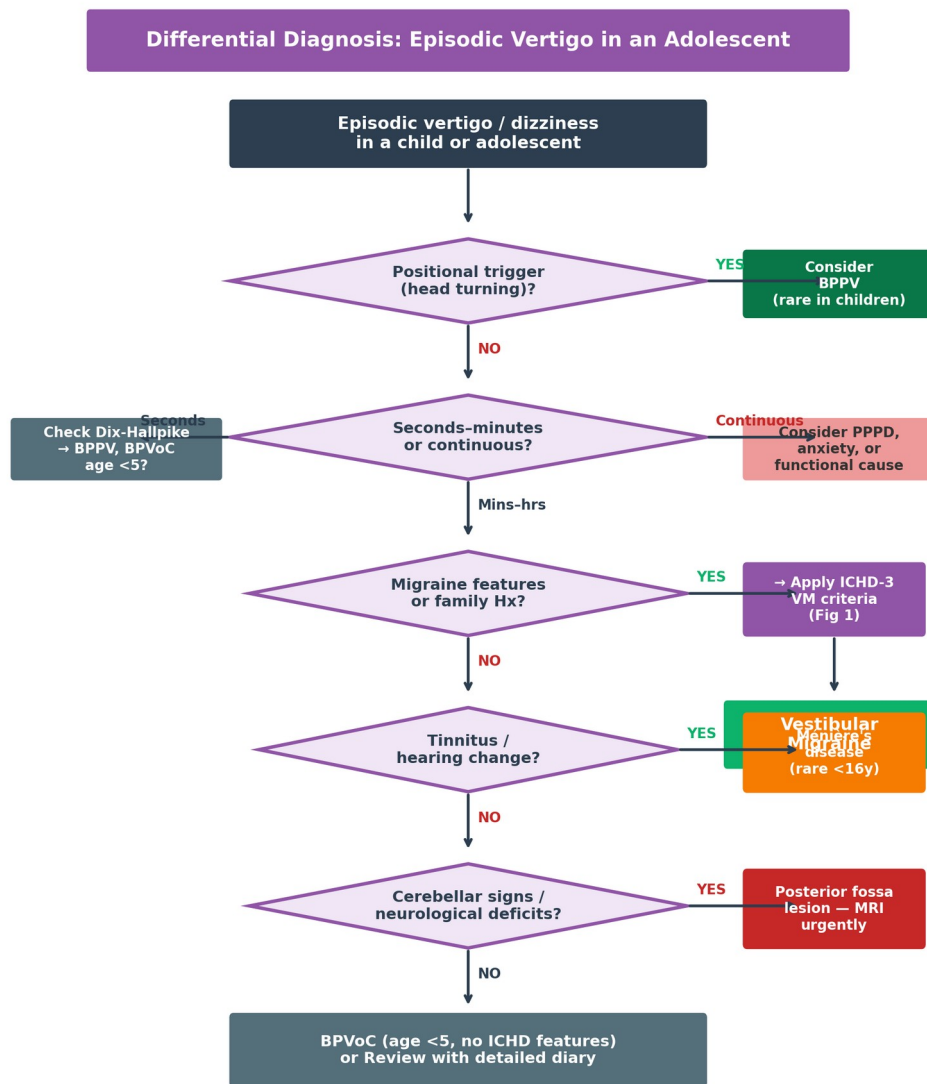 Differential Diagnosis: Episodic Vertigo in an Adolescent
Episodic vertigo / dizziness
in a child or adolescent
Positional trigger
(head turning)?
YES
Consider
BPPV
(rare in children)
NO
Seconds
Check Dix-Hallpike
→ BPPV, BPVoC
age <5?
Seconds–minutes
or continuous?
Continuous
Consider PPPD,
anxiety, or
functional cause
Mins–hrs
Migraine features
or family Hx?
YES
→ Apply ICHD-3
VM criteria
(Fig 1)
NO
Vestibular
Migraine
Tinnitus /
hearing change?
YES
Meniere's
disease
(rare <16y)
NO
Cerebellar signs /
neurological deficits?
YES
Posterior fossa
lesion — MRI
urgently
NO
BPVoC (age <5, no ICHD features)
or Review with detailed diary